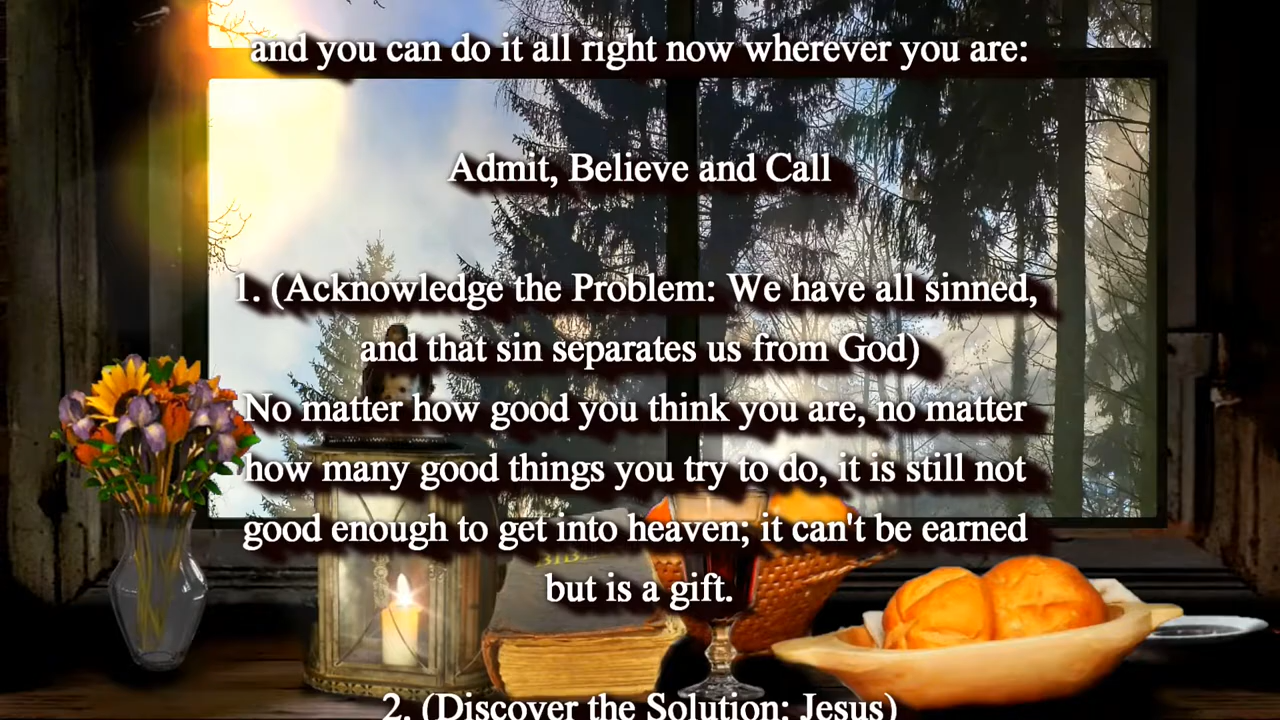 and you can do it all right now wherever you are:
Admit, Believe and Call
1. (Acknowledge the Problem: We have all sinned,
and that sin separates us from God)
No matter how good you think you are, no matter
how many good things you try to do, it is still not
good enough to get into heaven; it can't be earned
but is a gift.
BIBL
2. (Discover the Solution: Jesus)